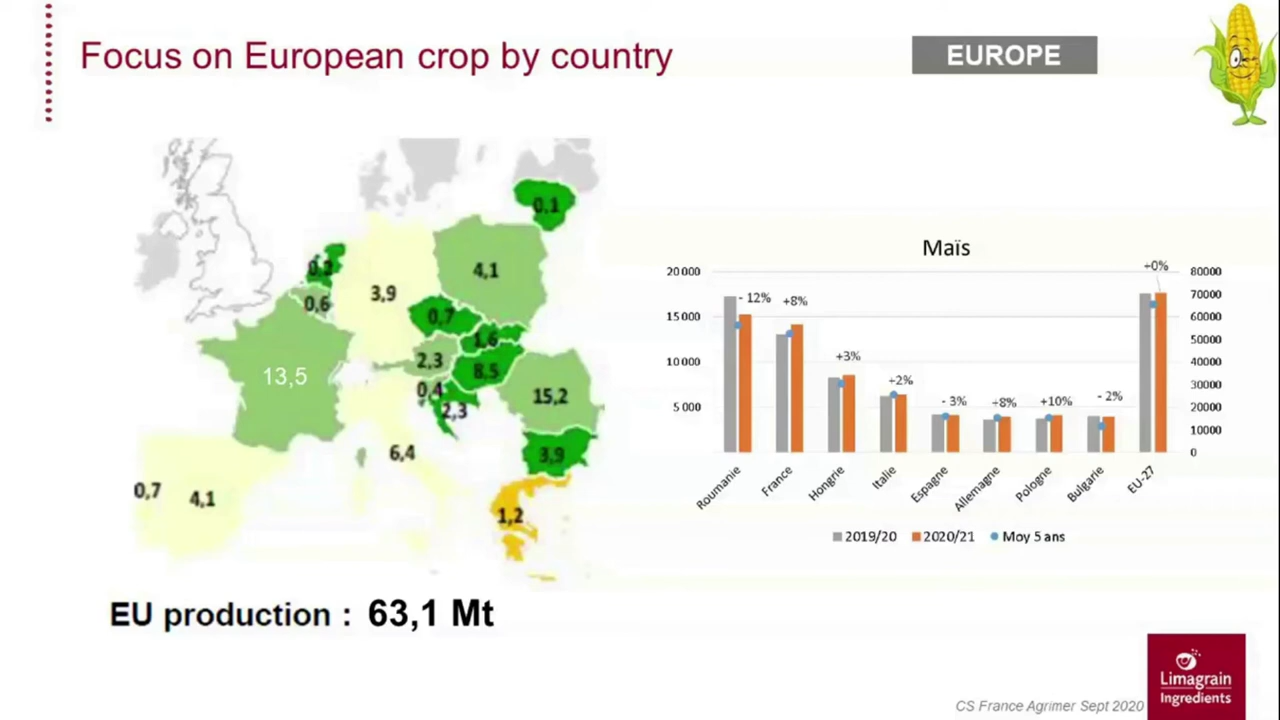 Focus on European crop by country
EUROPE
0,1
4,1
0,2
3,9
0,6
0,7
1,6
2,3
8,5
13,5
0,4
15,2
2,3
3,9
6,4
0,7
4,1
1,2
EU production : 63,1 Mt
Maïs
20 000
15 000
10 000
5 000
- 12%
+8%
+3%
+2%
- 3%
+8%
+10%
- 2%
+0%
80000
70000
60000
50000
40000
30000
20000
10000
0
Roumanie
France
Hongrie
Italie
Espagne
Allemagne
Pologne
Bulgarie
EU-27
2019/20 2020/21 Moy 5 ans
CS France Agrimer Sept 2020
Limagrain
Ingredients